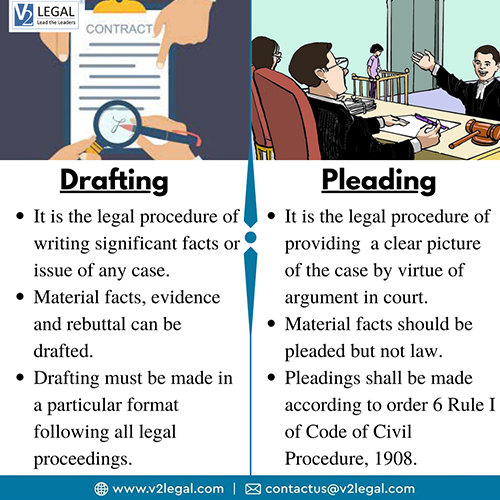 V2 LEGAL
Lead the Leaders
CONTRACT
Drafting
• It is the legal procedure of
writing significant facts or
issue of any case.
• Material facts, evidence
and rebuttal can be
drafted.
• Drafting must be made in
a particular format
following all legal
proceedings.
Pleading
• It is the legal procedure of
providing a clear picture
of the case by virtue of
argument in court.
• Material facts should be
pleaded but not law.
• Pleadings shall be made
according to order 6 Rule I
of Code of Civil
Procedure, 1908.
www.v2legal.com | contactus@v2legal.com